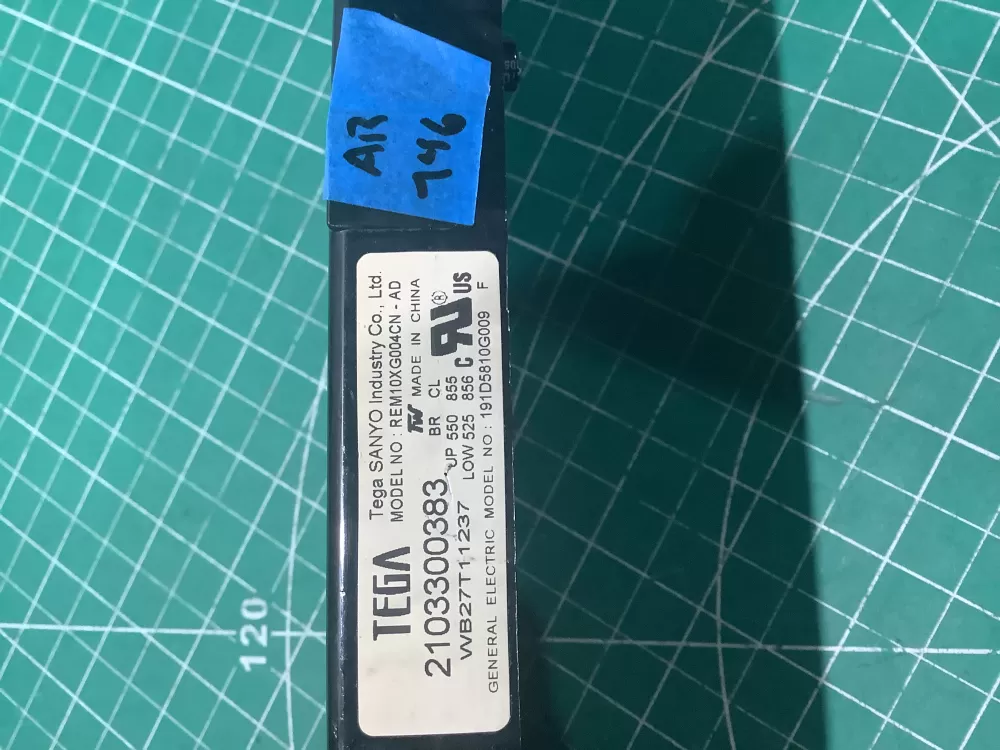 AR
746
Tega SANYO Industry Co., Ltd.
TEGA MODEL NO : REM10XG004CN - AD
MADE IN CHINA
2103300383. BR CL
UP 550 855
WB27T11237 LOW 525 856 C US ®
GENERAL ELECTRIC MODEL NO : 191D5810G009 F
120